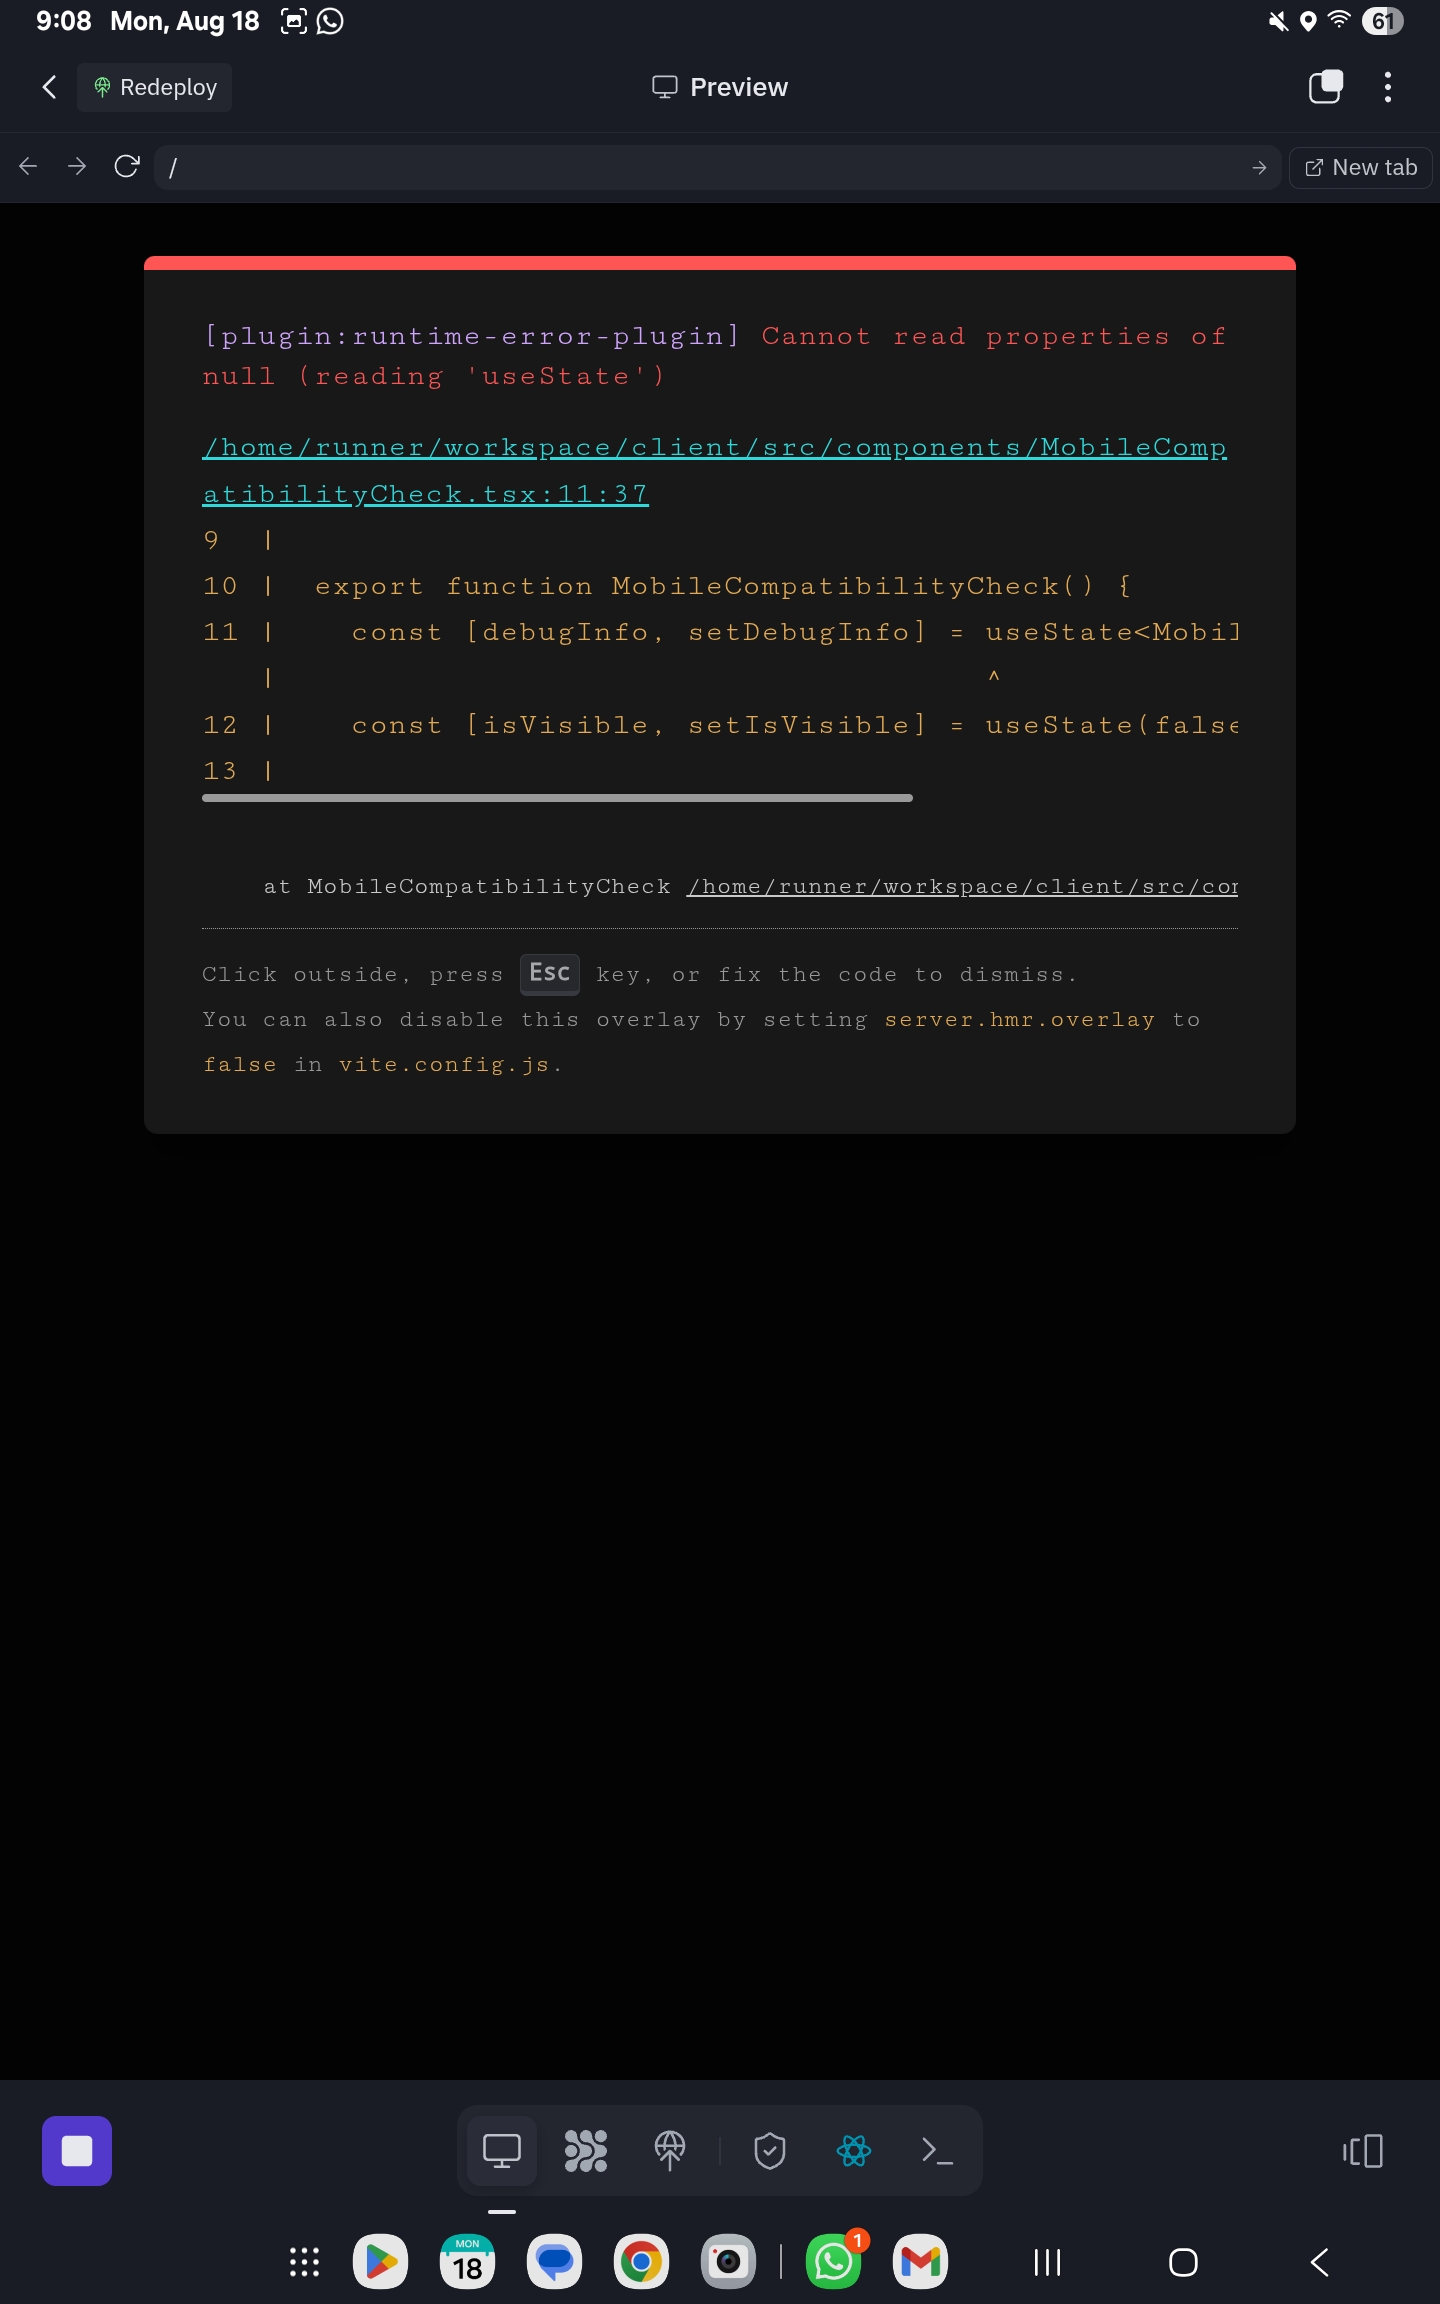 9:08 Mon, Aug 18
61
Redeploy
Preview
/
New tab
[plugin:runtime-error-plugin] Cannot read properties of
null (reading 'useState')
/home/runner/workspace/client/src/components/MobileComp
atibilityCheck.tsx:11:37
9 |
10 | export function MobileCompatibilityCheck() {
11 | const [debugInfo, setDebugInfo] = useState<Mobil
| ^
12 | const [isVisible, setIsVisible] = useState(false
13 |
at MobileCompatibilityCheck /home/runner/workspace/client/src/com
Click outside, press Esc key, or fix the code to dismiss.
You can also disable this overlay by setting server.hmr.overlay to
false in vite.config.js.
MON
18
1